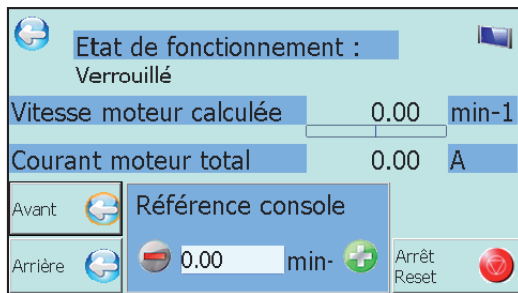 Etat de fonctionnement :
Verrouillé
Vitesse moteur calculée 0.00 min-1
Courant moteur total 0.00 A
Avant
Référence console
Arrière
0.00 min-
Arrêt
Reset